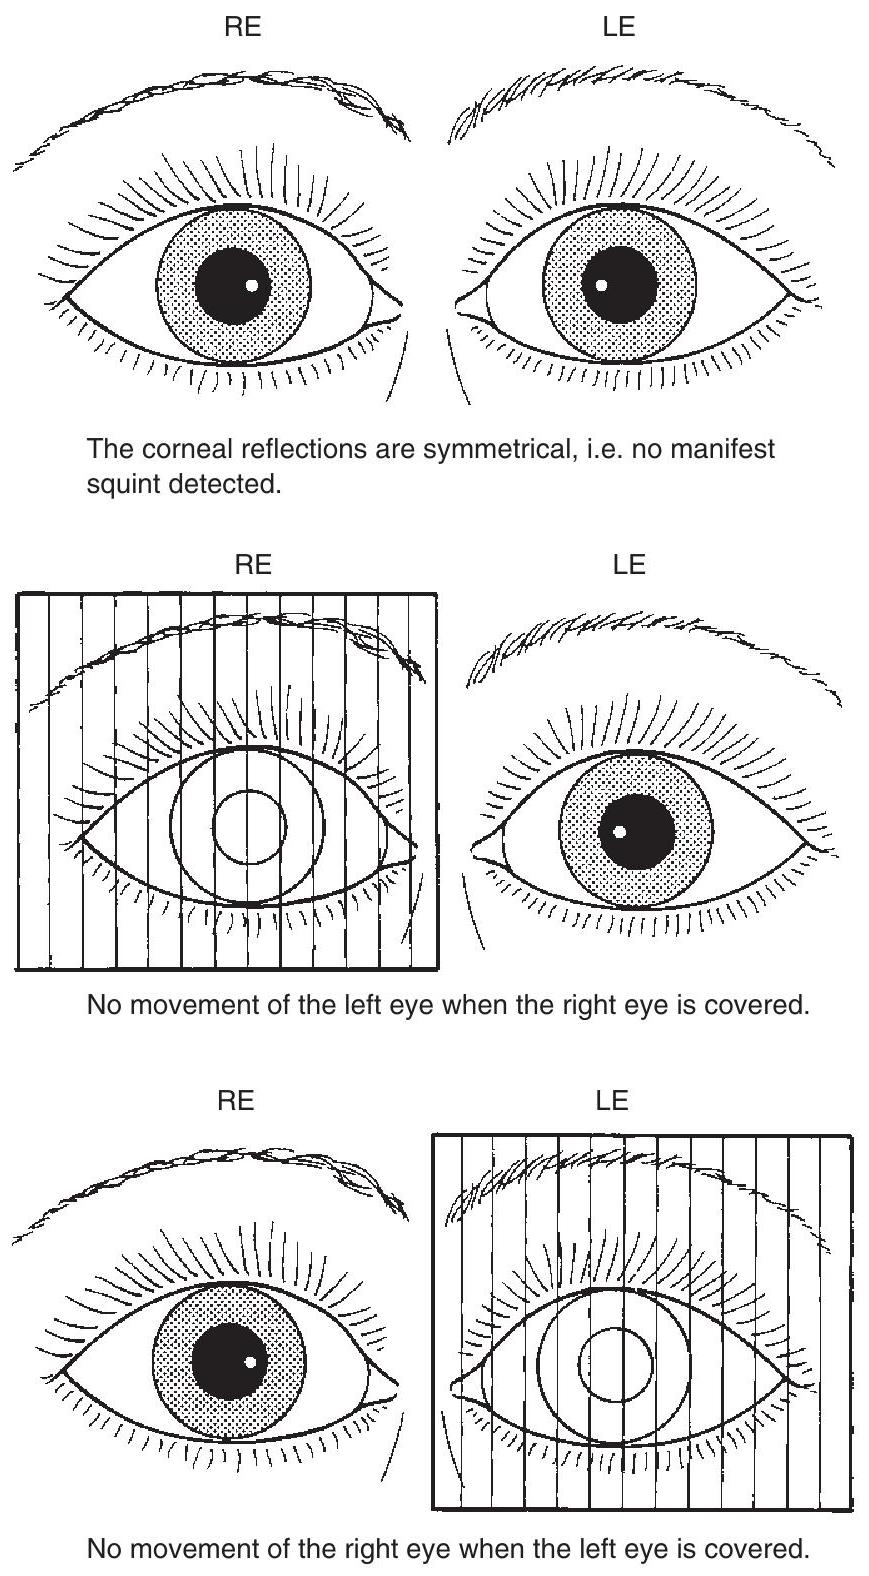 RE LE
The corneal reflections are symmetrical, i.e. no manifest
squint detected.
RE LE
No movement of the left eye when the right eye is covered.
RE LE
No movement of the right eye when the left eye is covered.